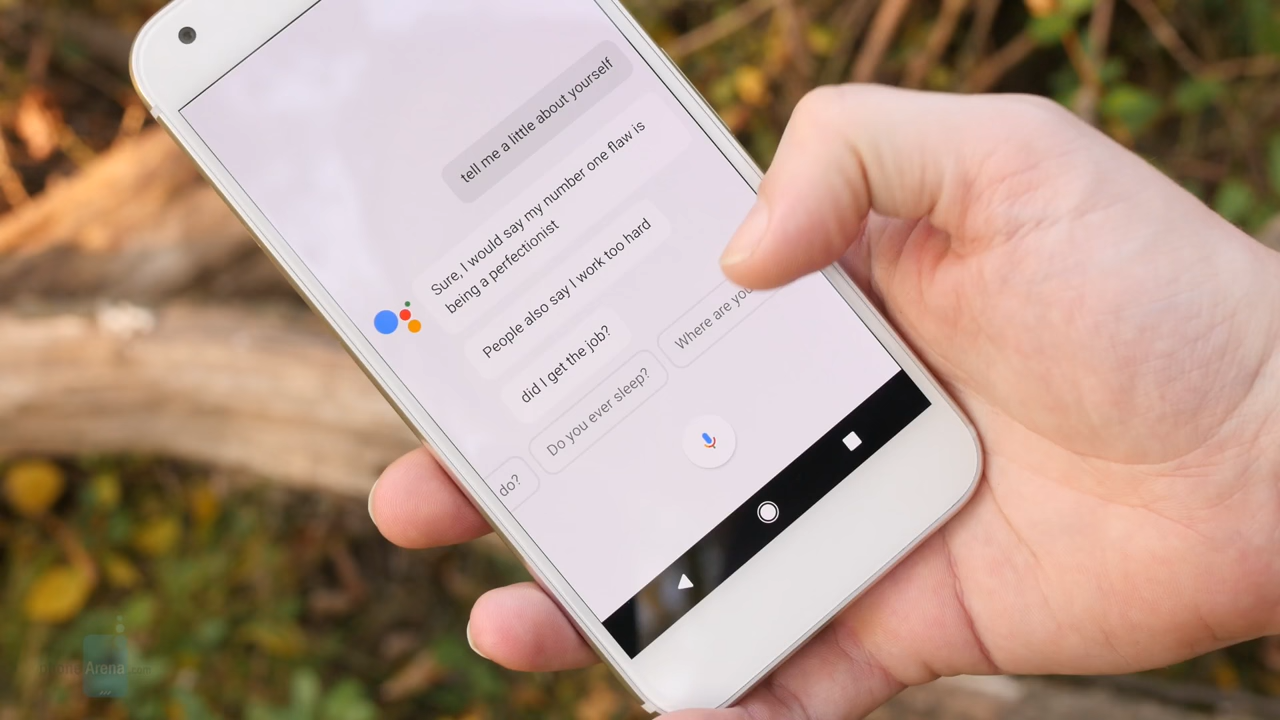 tell me a little about yourself
Sure, I would say my number one flaw is
being a perfectionist
People also say I work too hard
did I get the job?
do?
Do you ever sleep?
Where are you
Arena